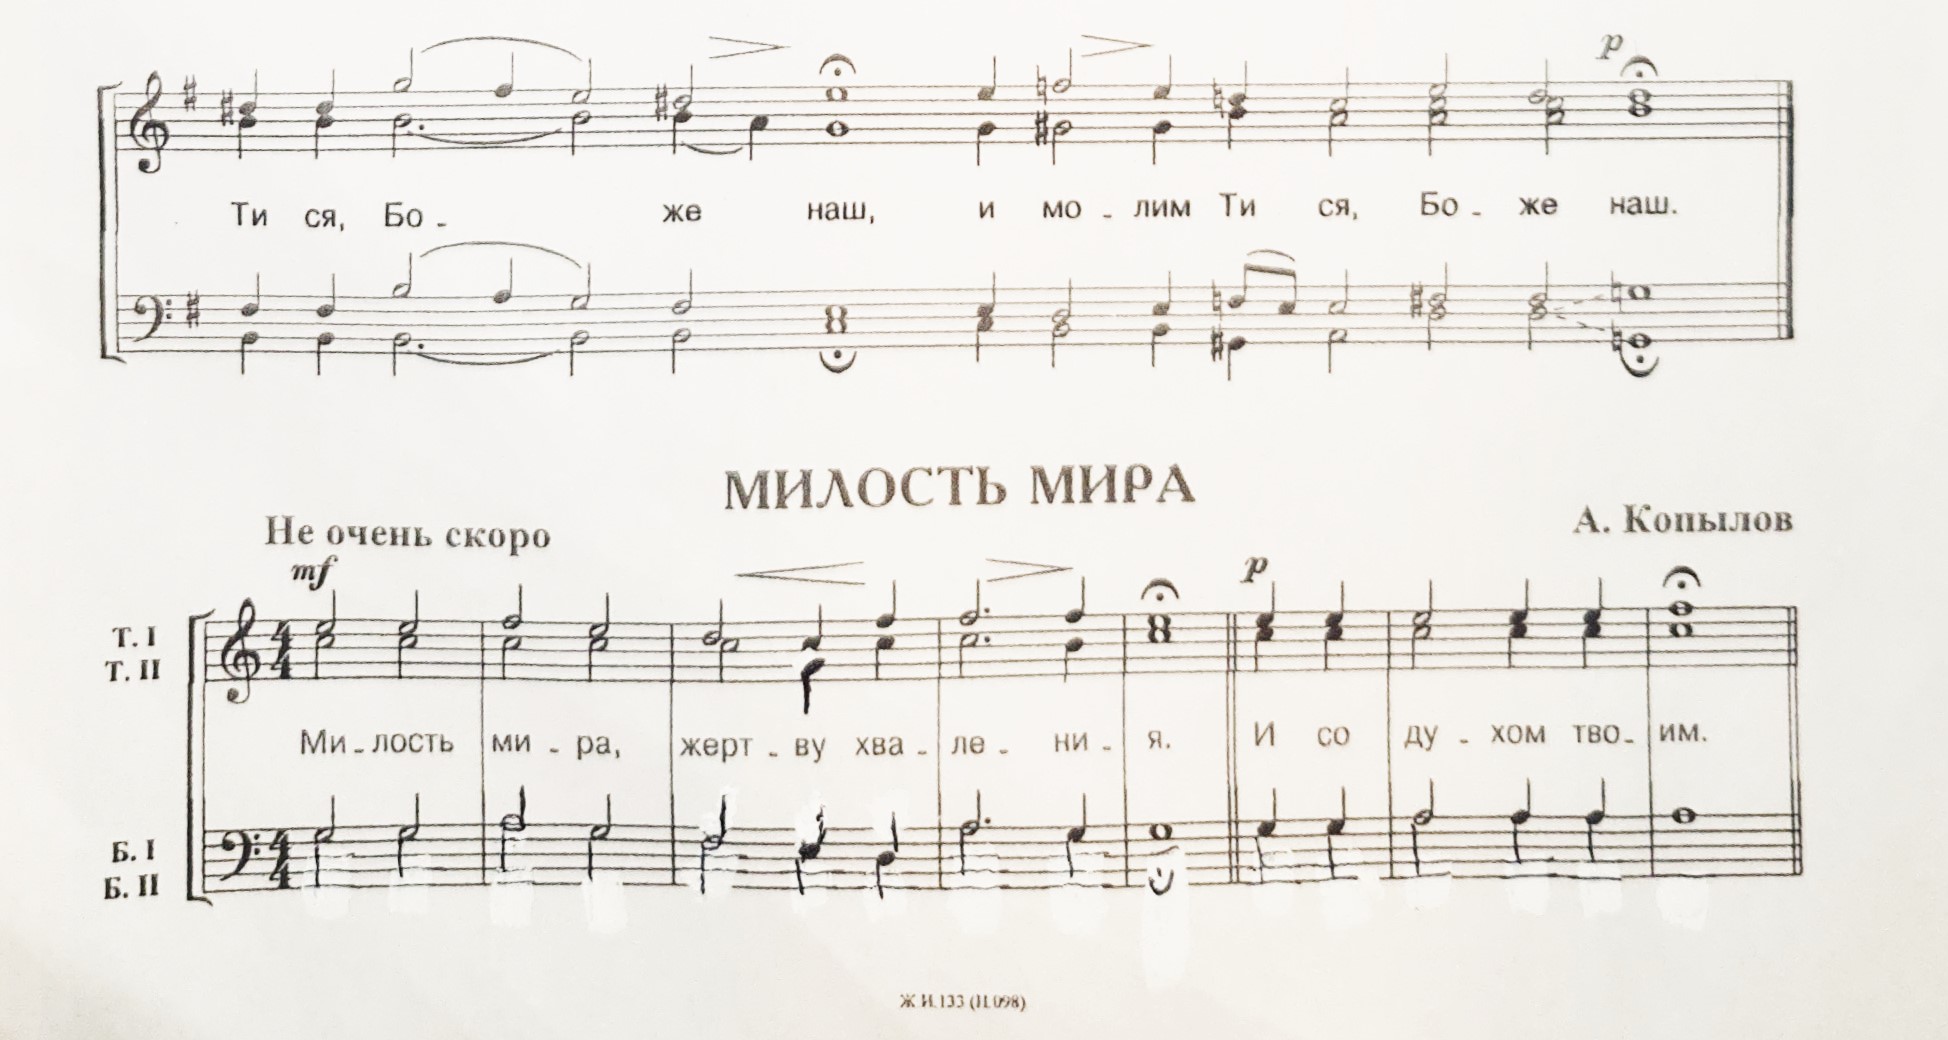 p
Ти ся, Бо - же наш, и мо - лим Ти ся, Бо - же наш.
МИЛОСТЬ МИРА
Не очень скоро
А. Копылов
mf p
Т. I
Т. II
Ми - лость ми - ра, жерт - ву хва - ле - ни - я. И со ду - хом тво - им.
Б. I
Б. II
Ж И.133 (П.098)